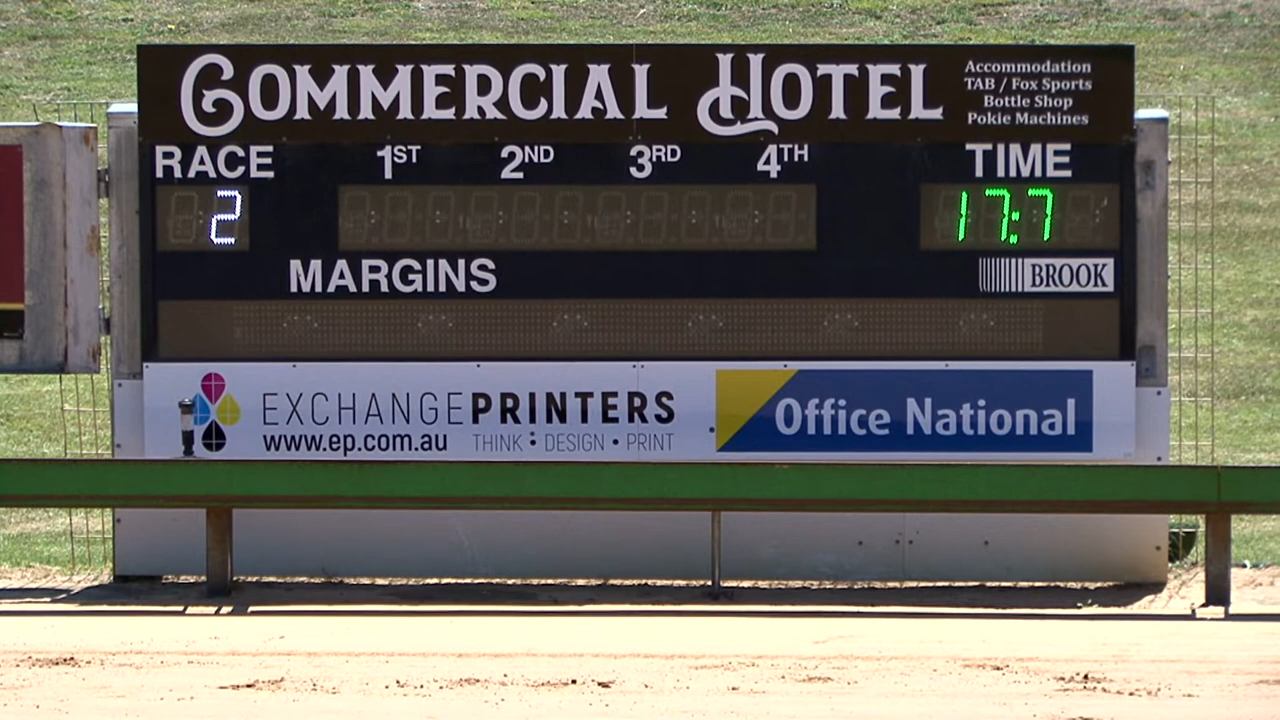 COMMERCIAL HOTEL
Accommodation
TAB / Fox Sports
Bottle Shop
Pokie Machines
RACE 1ST 2ND 3RD 4TH TIME
2 17:7
MARGINS
BROOK
EXCHANGEPRINTERS
www.ep.com.au THINK : DESIGN • PRINT
Office National